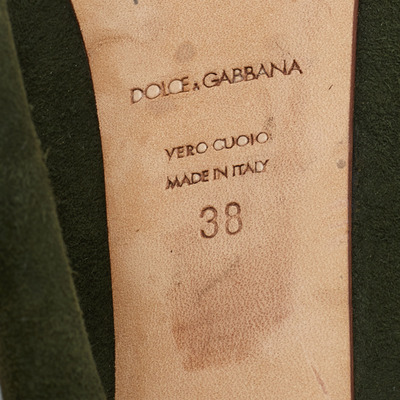 DOLCE & GABBANA
VERO CUOIO
MADE IN ITALY
38